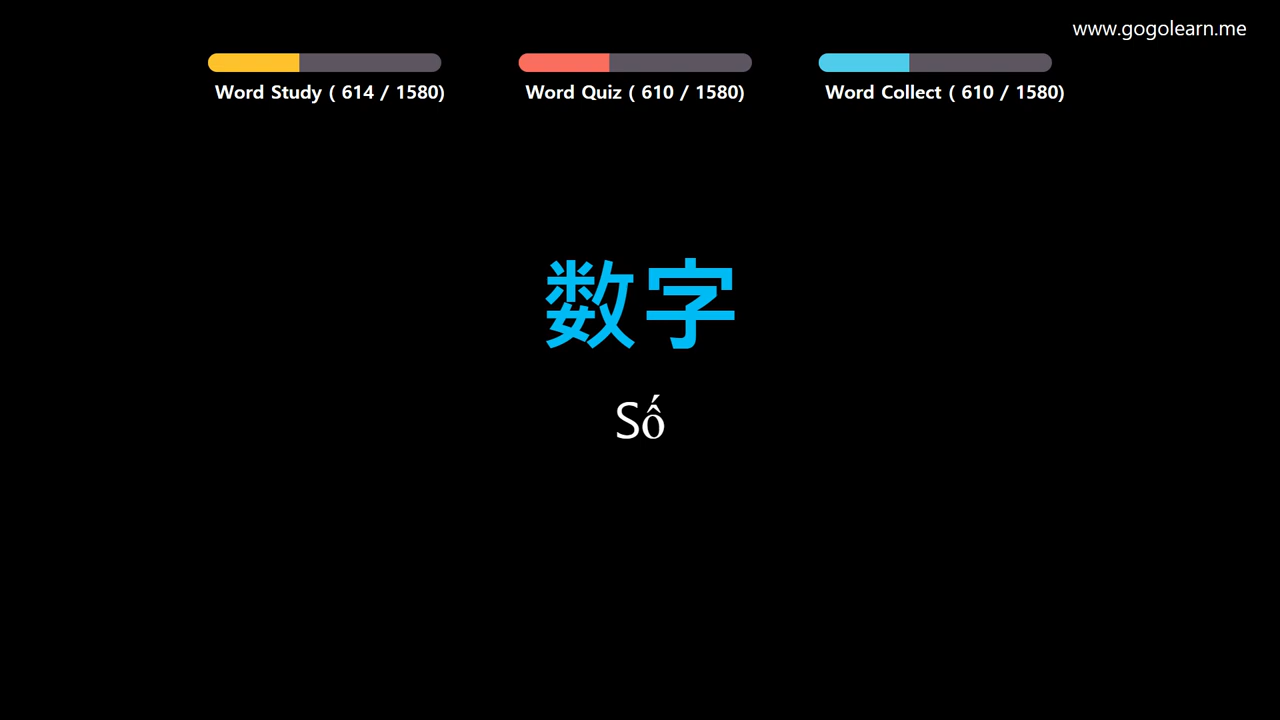 www.gogolearn.me
Word Study ( 614 / 1580)
Word Quiz ( 610 / 1580)
Word Collect ( 610 / 1580)
数字
Số